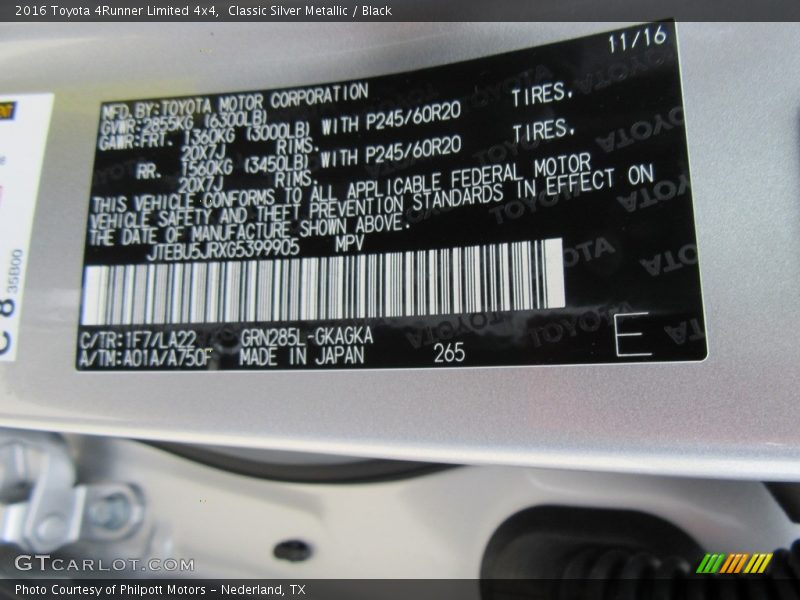 2016 Toyota 4Runner Limited 4x4,  Classic Silver Metallic / Black
11/16
MFD. BY: TOYOTA MOTOR CORPORATION
GVWR: 2855KG (6300LB)
GAWR: FRT. 1360KG (3000LB) WITH P245/60R20 TIRES.
20X7J RIMS.
RR. 1560KG (3450LB) WITH P245/60R20 TIRES.
20X7J RIMS.
THIS VEHICLE CONFORMS TO ALL APPLICABLE FEDERAL MOTOR
VEHICLE SAFETY AND THEFT PREVENTION STANDARDS IN EFFECT ON
THE DATE OF MANUFACTURE SHOWN ABOVE.
JTEBU5JRXG5399905 MPV
C/TR: 1F7/LA22 GRN285L-GKAGKA
A/TM: A01A/A750F MADE IN JAPAN 265
E
C 8 35B00
GTCARLOT.COM
Photo Courtesy of Philpott Motors - Nederland, TX